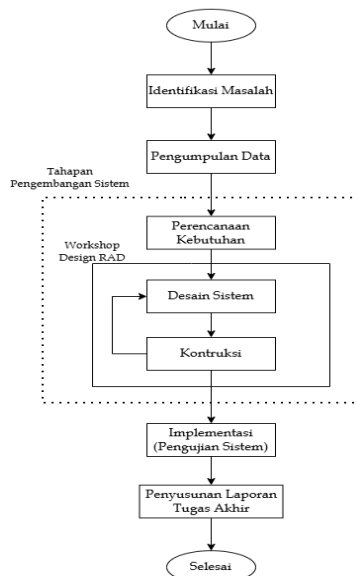 Mulai
Identifikasi Masalah
Pengumpulan Data
Tahapan
Pengembangan Sistem
Perencanaan
Kebutuhan
Workshop
Design RAD
Desain Sistem
Kontruksi
Implementasi
(Pengujian Sistem)
Penyusunan Laporan
Tugas Akhir
Selesai